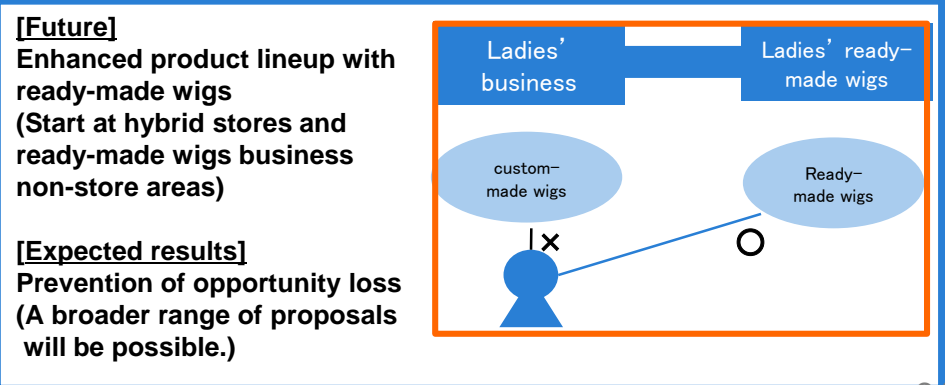 [Future]
Enhanced product lineup with
ready-made wigs
(Start at hybrid stores and
ready-made wigs business
non-store areas)
[Expected results]
Prevention of opportunity loss
(A broader range of proposals
will be possible.)
Ladies’
business
Ladies’ ready-
made wigs
custom-
made wigs
Ready-
made wigs
×
○